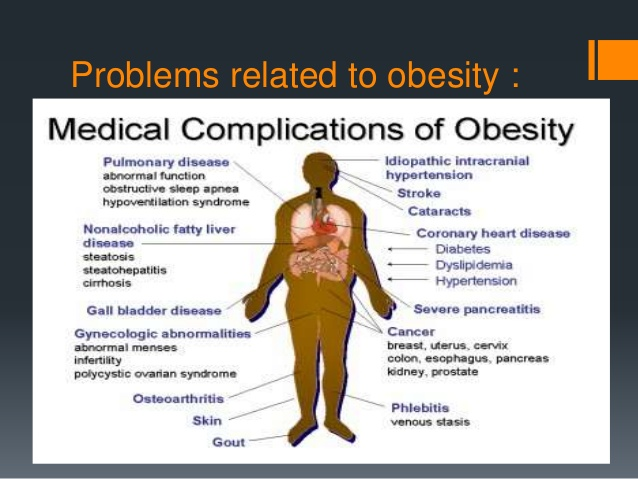 Problems related to obesity :
Medical Complications of Obesity
Pulmonary disease
abnormal function
obstructive sleep apnea
hypoventilation syndrome
Nonalcoholic fatty liver
disease
steatosis
steatohepatitis
cirrhosis
Gall bladder disease
Gynecologic abnormalities
abnormal menses
infertility
polycystic ovarian syndrome
Osteoarthritis
Skin
Gout
Idiopathic intracranial
hypertension
Stroke
Cataracts
Coronary heart disease
Diabetes
Dyslipidemia
Hypertension
Severe pancreatitis
Cancer
breast, uterus, cervix
colon, esophagus, pancreas
kidney, prostate
Phlebitis
venous stasis